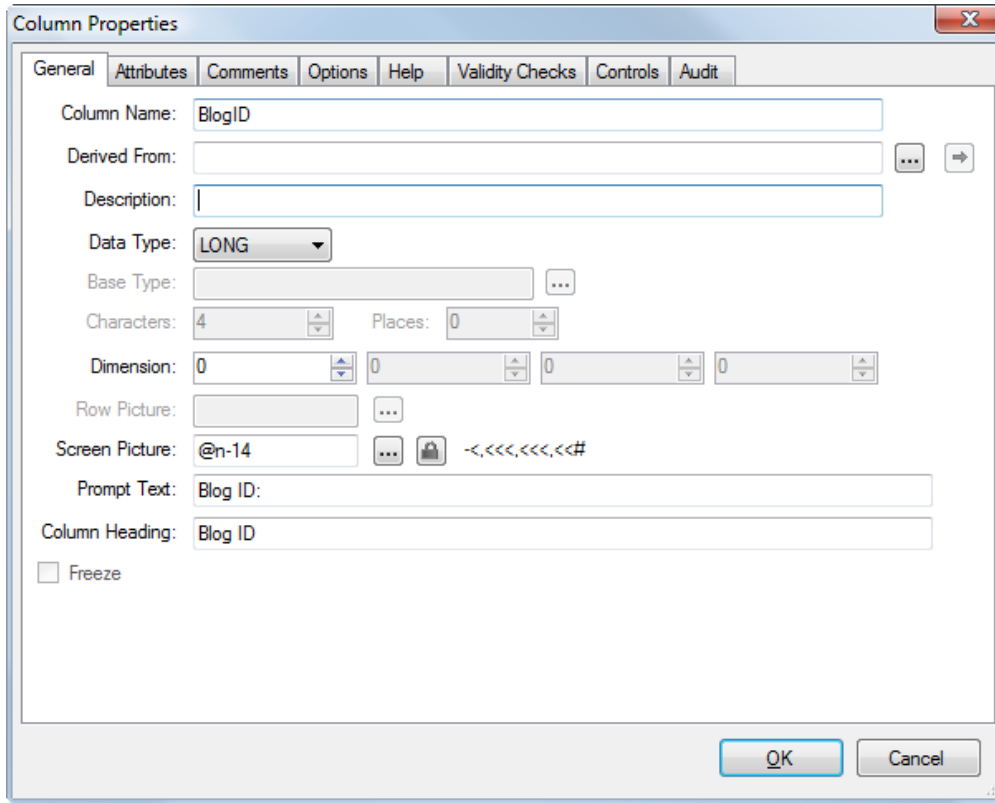 Column Properties
General Attributes Comments Options Help Validity Checks Controls Audit
Column Name: BlogID
Derived From: ...
Description:
Data Type: LONG
Base Type: ...
Characters: 4 Places: 0
Dimension: 0 0 0 0
Row Picture: ...
Screen Picture: @n-14 ... -<,<<<,<<<,<<#
Prompt Text: Blog ID:
Column Heading: Blog ID
Freeze
OK Cancel